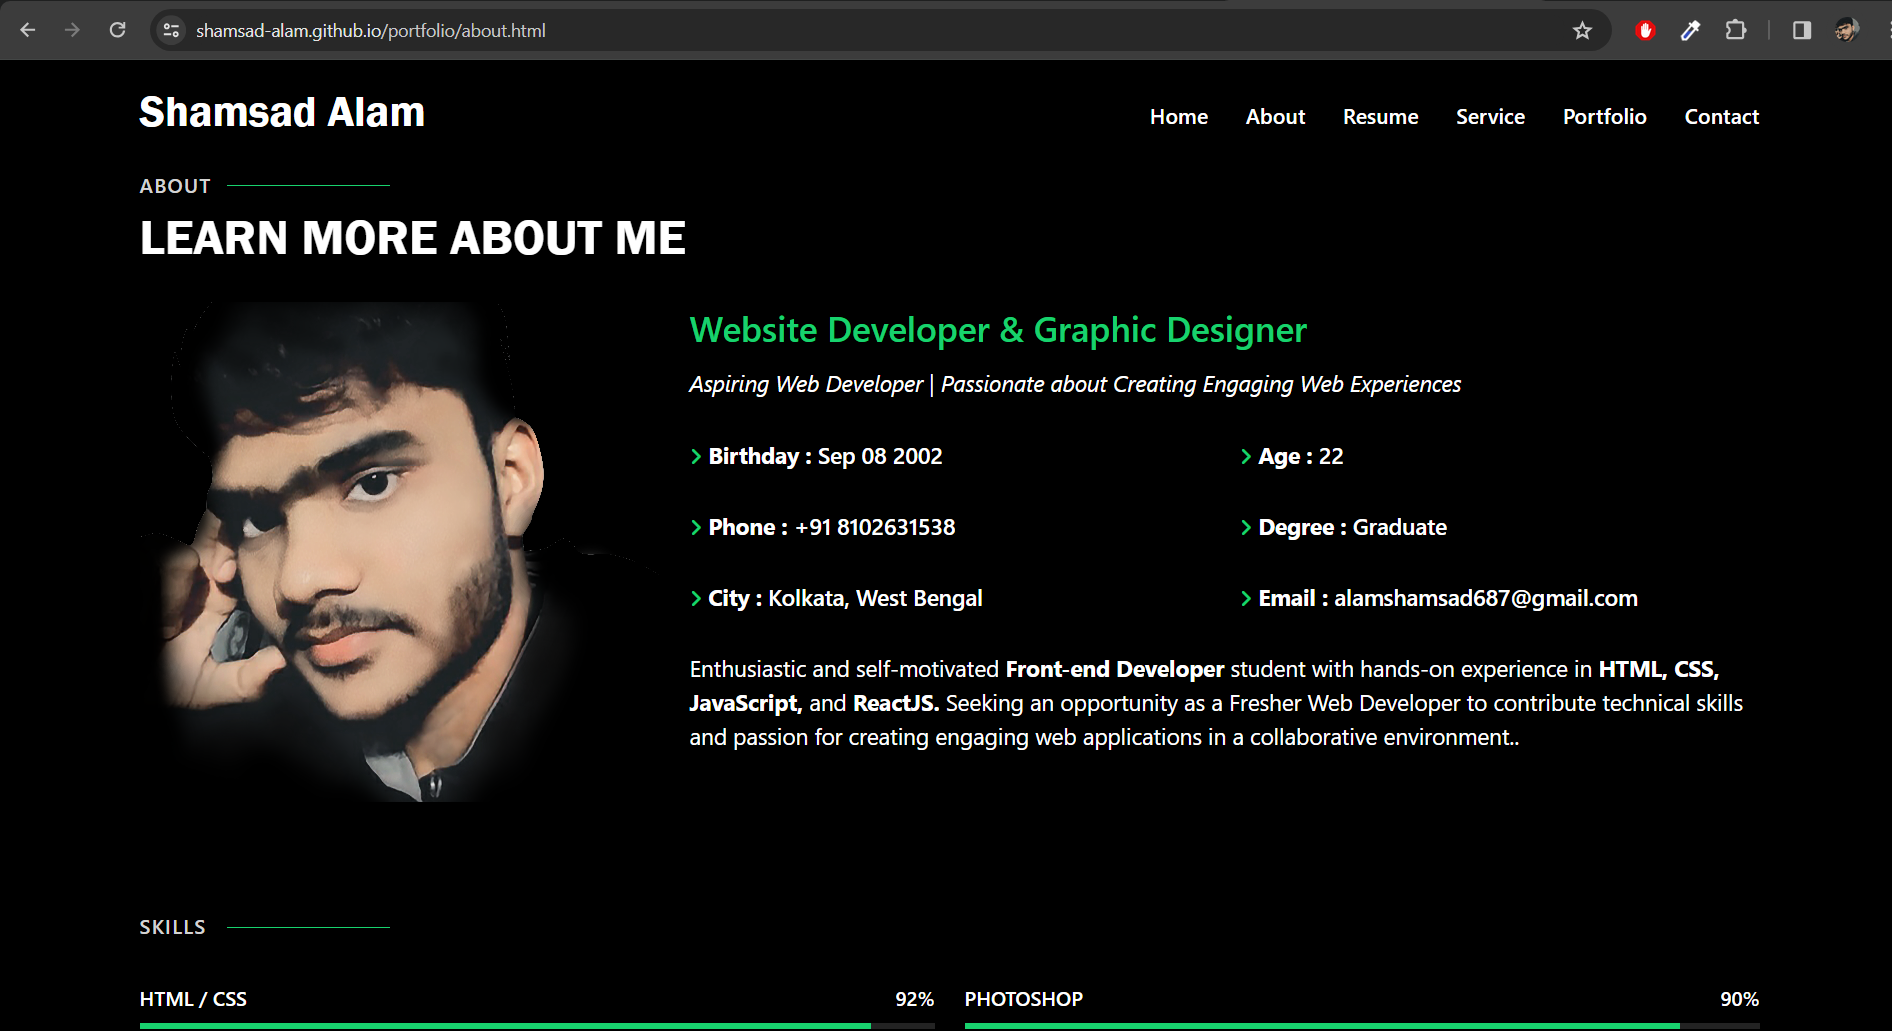 shamsad-alam.github.io/portfolio/about.html
Shamsad Alam
Home About Resume Service Portfolio Contact
ABOUT
LEARN MORE ABOUT ME
Website Developer & Graphic Designer
Aspiring Web Developer | Passionate about Creating Engaging Web Experiences
Birthday : Sep 08 2002
Age : 22
Phone : +91 8102631538
Degree : Graduate
City : Kolkata, West Bengal
Email : alamshamsad687@gmail.com
Enthusiastic and self-motivated Front-end Developer student with hands-on experience in HTML, CSS,
JavaScript, and ReactJS. Seeking an opportunity as a Fresher Web Developer to contribute technical skills
and passion for creating engaging web applications in a collaborative environment..
SKILLS
HTML / CSS 92%
PHOTOSHOP 90%